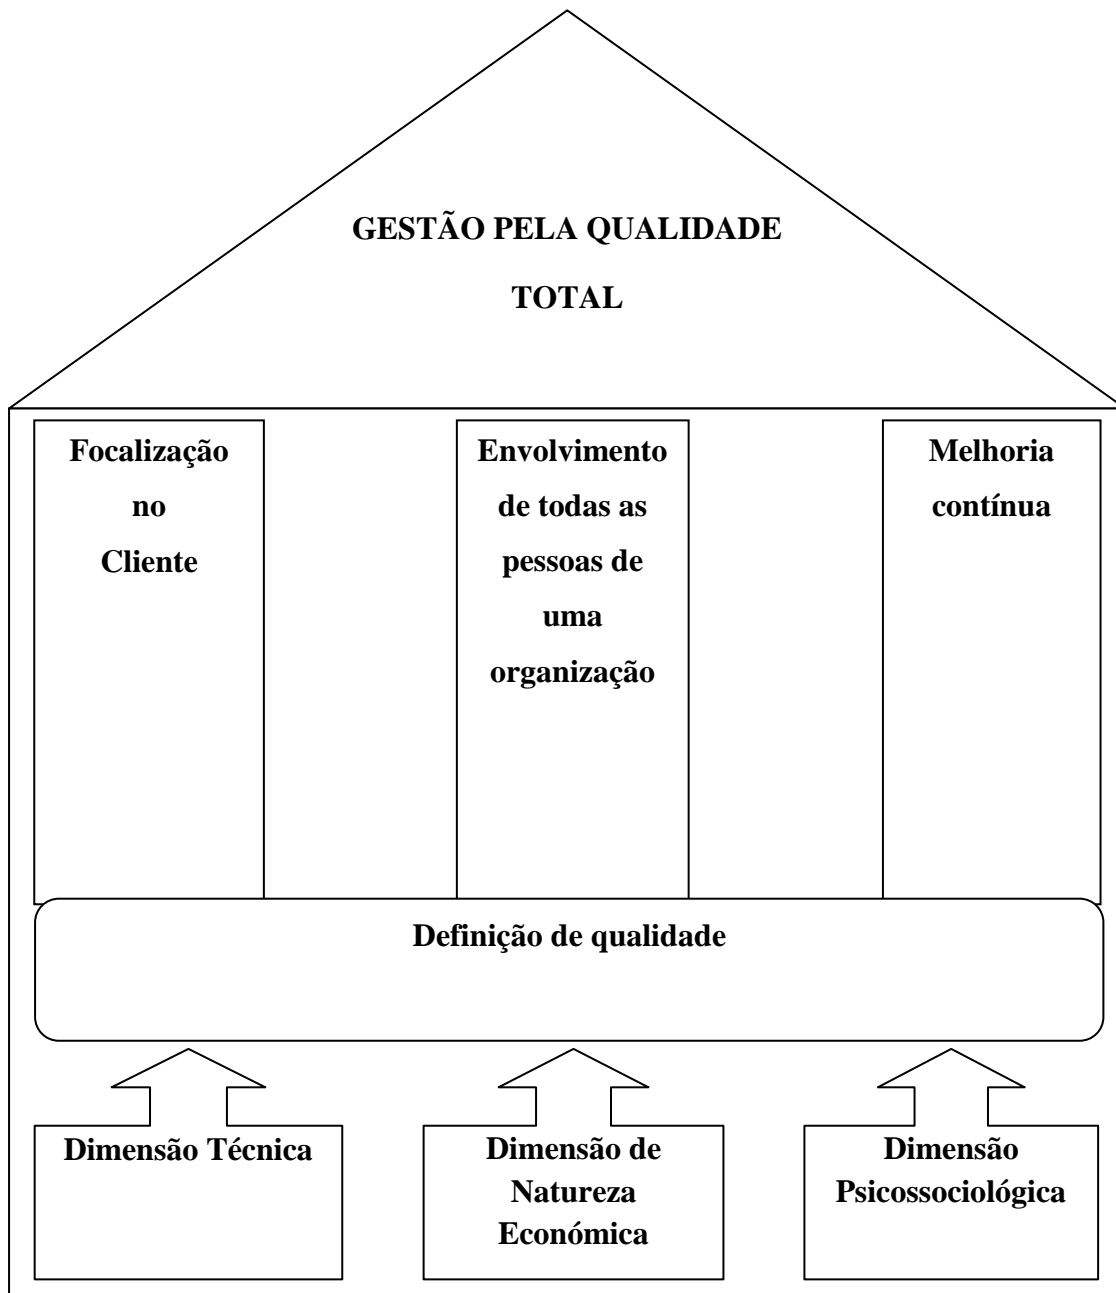 GESTÃO PELA QUALIDADE
TOTAL
Focalização
no
Cliente
Envolvimento
de todas as
pessoas de
uma
organização
Melhoria
contínua
Definição de qualidade
Dimensão Técnica
Dimensão de
Natureza
Económica
Dimensão
Psicossociológica